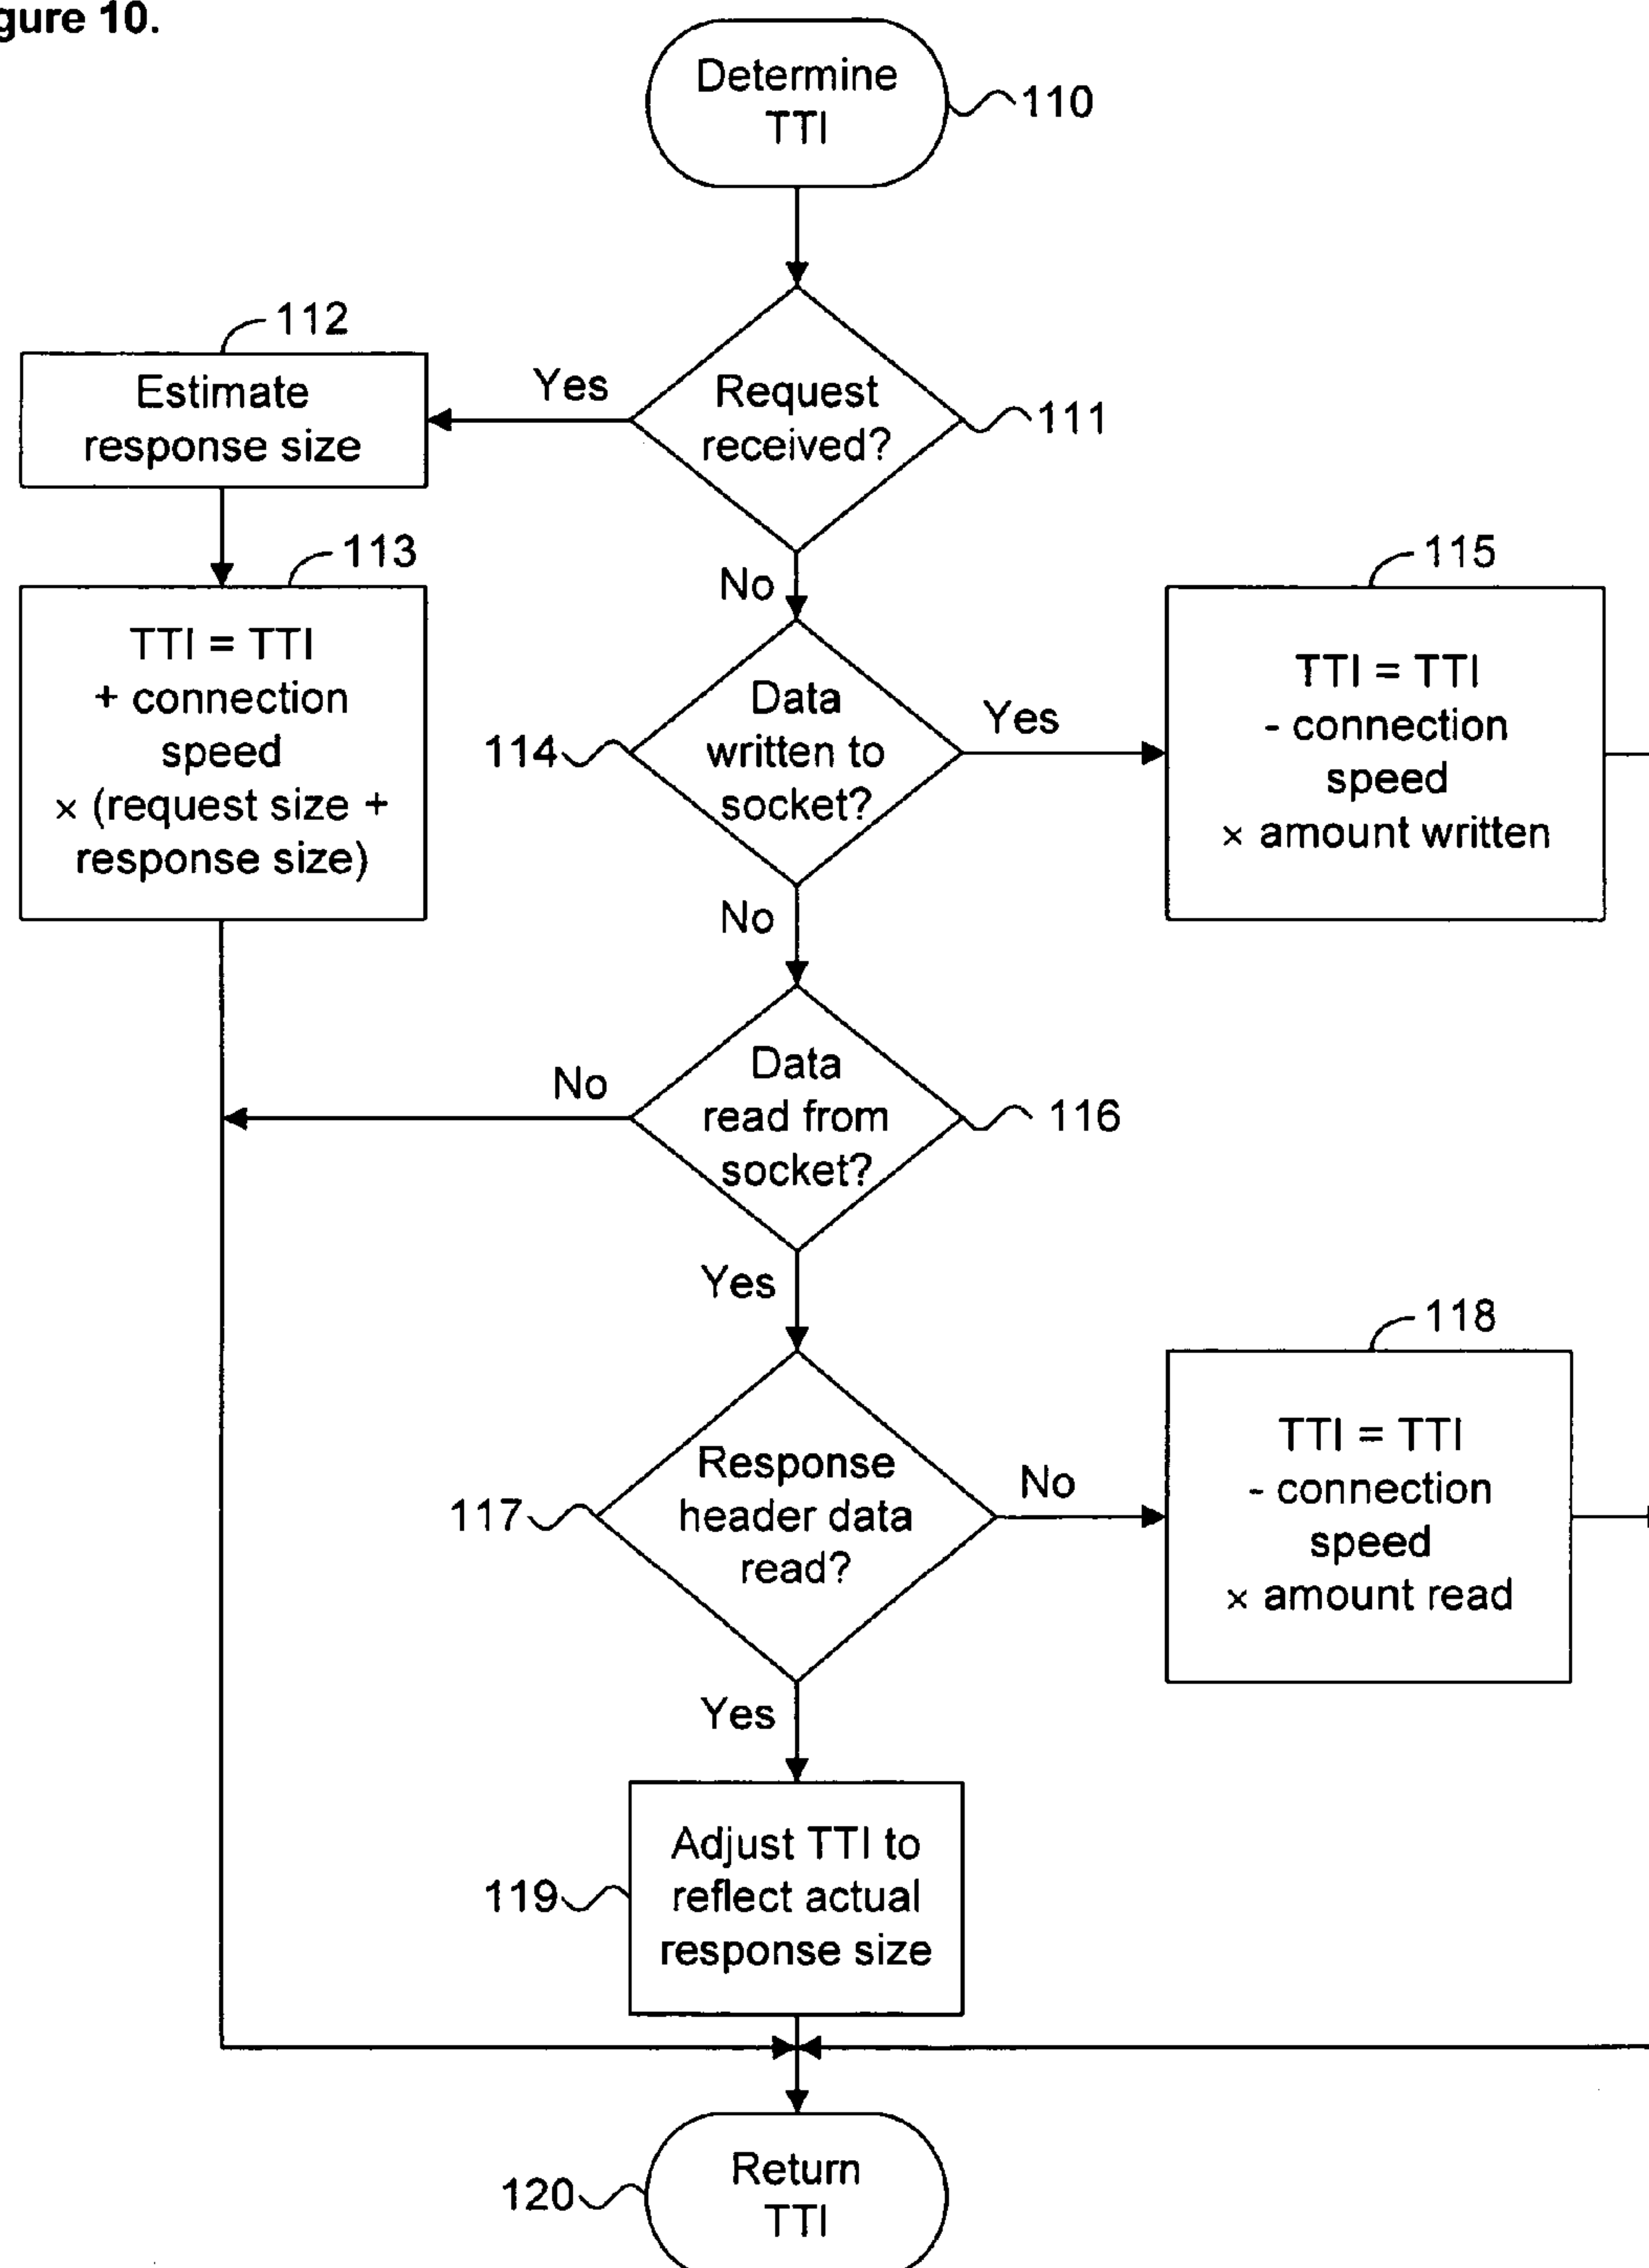 gure 10.
Determine
TTI
110
112
Estimate
response size
Yes
Request
received?
111
113
No
115
TTI = TTI
+ connection
speed
× (request size +
response size)
114
Data
written to
socket?
Yes
TTI = TTI
- connection
speed
× amount written
No
No
Data
read from
socket?
116
Yes
118
117
Response
header data
read?
No
TTI = TTI
- connection
speed
× amount read
Yes
119
Adjust TTI to
reflect actual
response size
120
Return
TTI